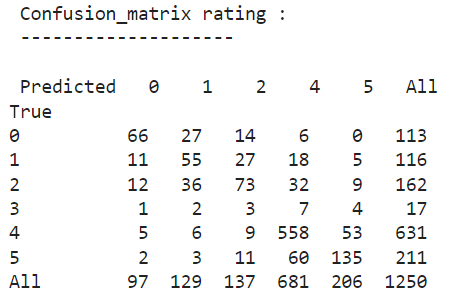 Confusion_matrix rating :
--------------------
Predicted 0 1 2 4 5 All
True
0 66 27 14 6 0 113
1 11 55 27 18 5 116
2 12 36 73 32 9 162
3 1 2 3 7 4 17
4 5 6 9 558 53 631
5 2 3 11 60 135 211
All 97 129 137 681 206 1250